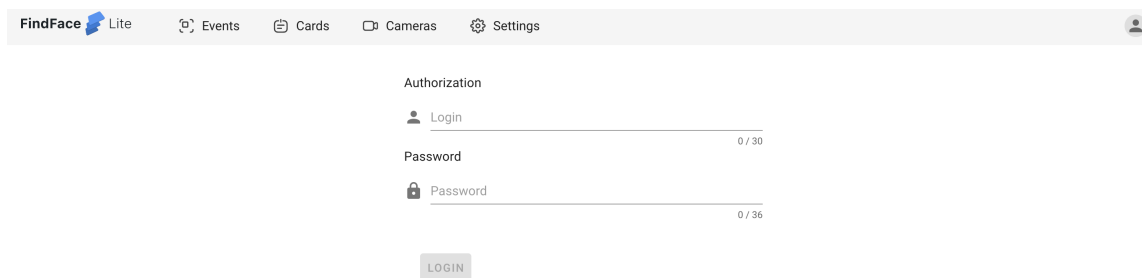 FindFace Lite Events Cards Cameras Settings
Authorization
Login
0 / 30
Password
Password
0 / 36
LOGIN